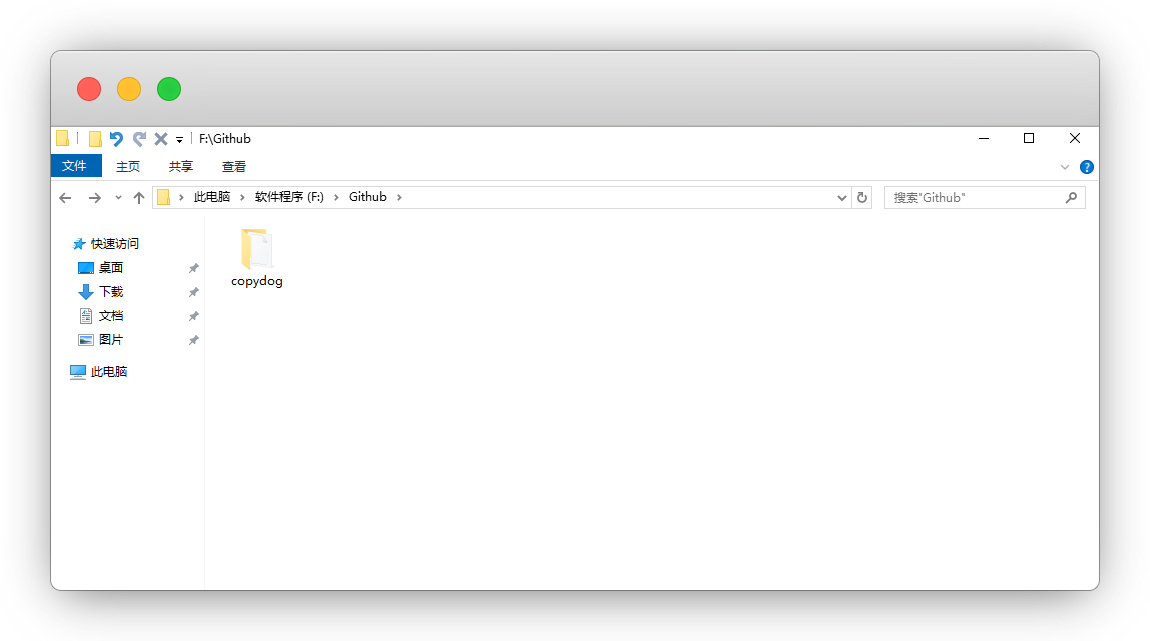 F:\Github
文件 主页 共享 查看
此电脑 软件程序 (F:) Github 搜索"Github"
快速访问
桌面
下载
文档
图片
此电脑
copydog